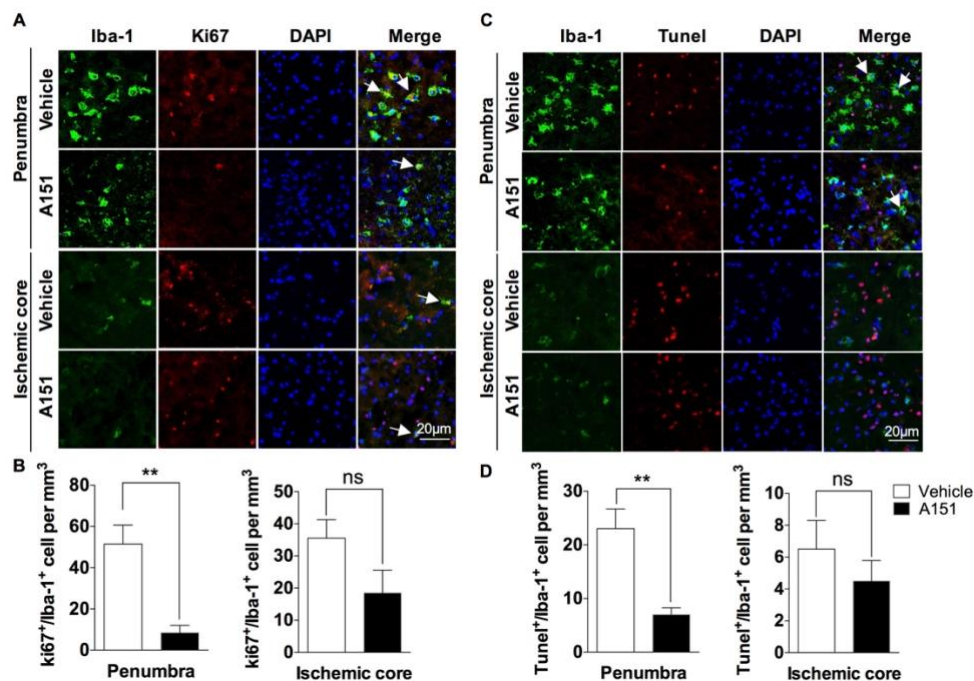 A
Iba-1 Ki67 DAPI Merge
Penumbra
Vehicle
A151
Ischemic core
Vehicle
A151
20μm
C
Iba-1 Tunel DAPI Merge
Penumbra
Vehicle
A151
Ischemic core
Vehicle
A151
20μm
B
ki67⁺/Iba-1⁺ cell per mm³
80
60
40
20
0
**
Penumbra
ki67⁺/Iba-1⁺ cell per mm³
50
40
30
20
10
0
ns
Ischemic core
D
Tunel⁺/Iba-1⁺ cell per mm³
30
20
10
0
**
Penumbra
Tunel⁺/Iba-1⁺ cell per mm³
8
6
4
2
0
ns
Ischemic core
Vehicle
A151